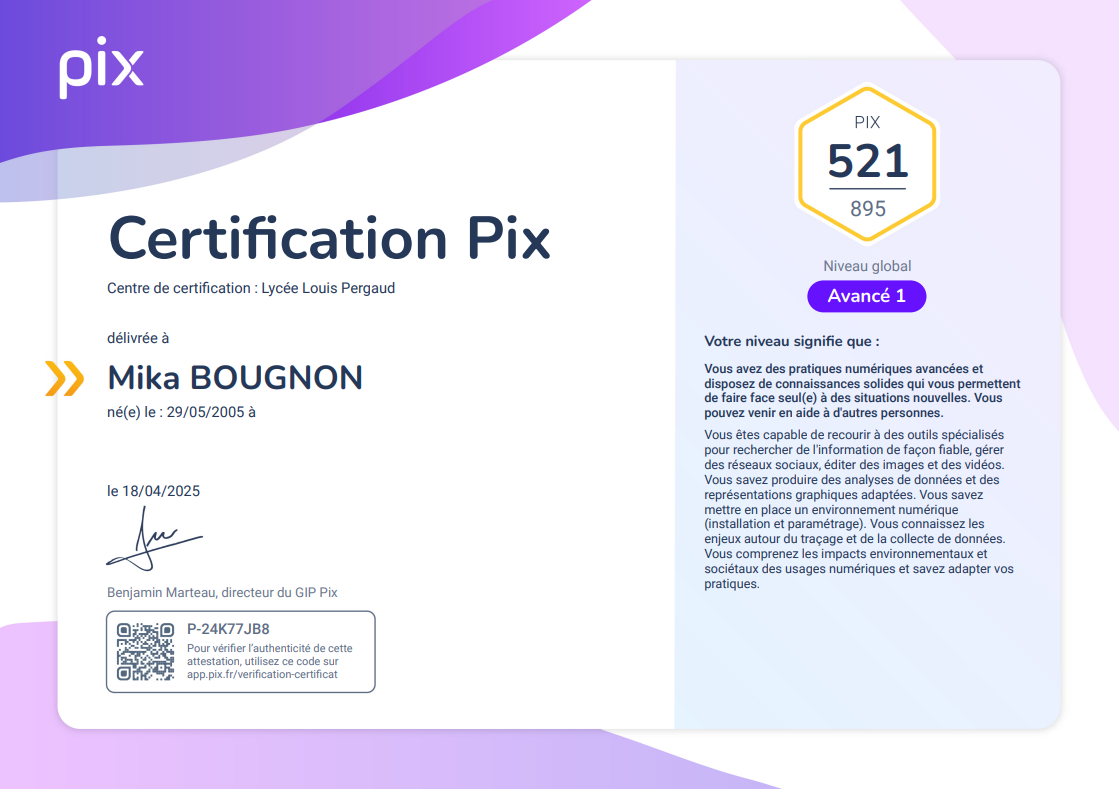 pix
Certification Pix
Centre de certification : Lycée Louis Pergaud
délivrée à
Mika BOUGNON
né(e) le : 29/05/2005 à
le 18/04/2025
Benjamin Marteau, directeur du GIP Pix
P-24K77JB8
Pour vérifier l'authenticité de cette
attestation, utilisez ce code sur
app.pix.fr/verification-certificat
PIX
521
895
Niveau global
Avancé 1
Votre niveau signifie que :
Vous avez des pratiques numériques avancées et
disposez de connaissances solides qui vous permettent
de faire face seul(e) à des situations nouvelles. Vous
pouvez venir en aide à d'autres personnes.
Vous êtes capable de recourir à des outils spécialisés
pour rechercher de l'information de façon fiable, gérer
des réseaux sociaux, éditer des images et des vidéos.
Vous savez produire des analyses de données et des
représentations graphiques adaptées. Vous savez
mettre en place un environnement numérique
(installation et paramétrage). Vous connaissez les
enjeux autour du traçage et de la collecte de données.
Vous comprenez les impacts environnementaux et
sociétaux des usages numériques et savez adapter vos
pratiques.